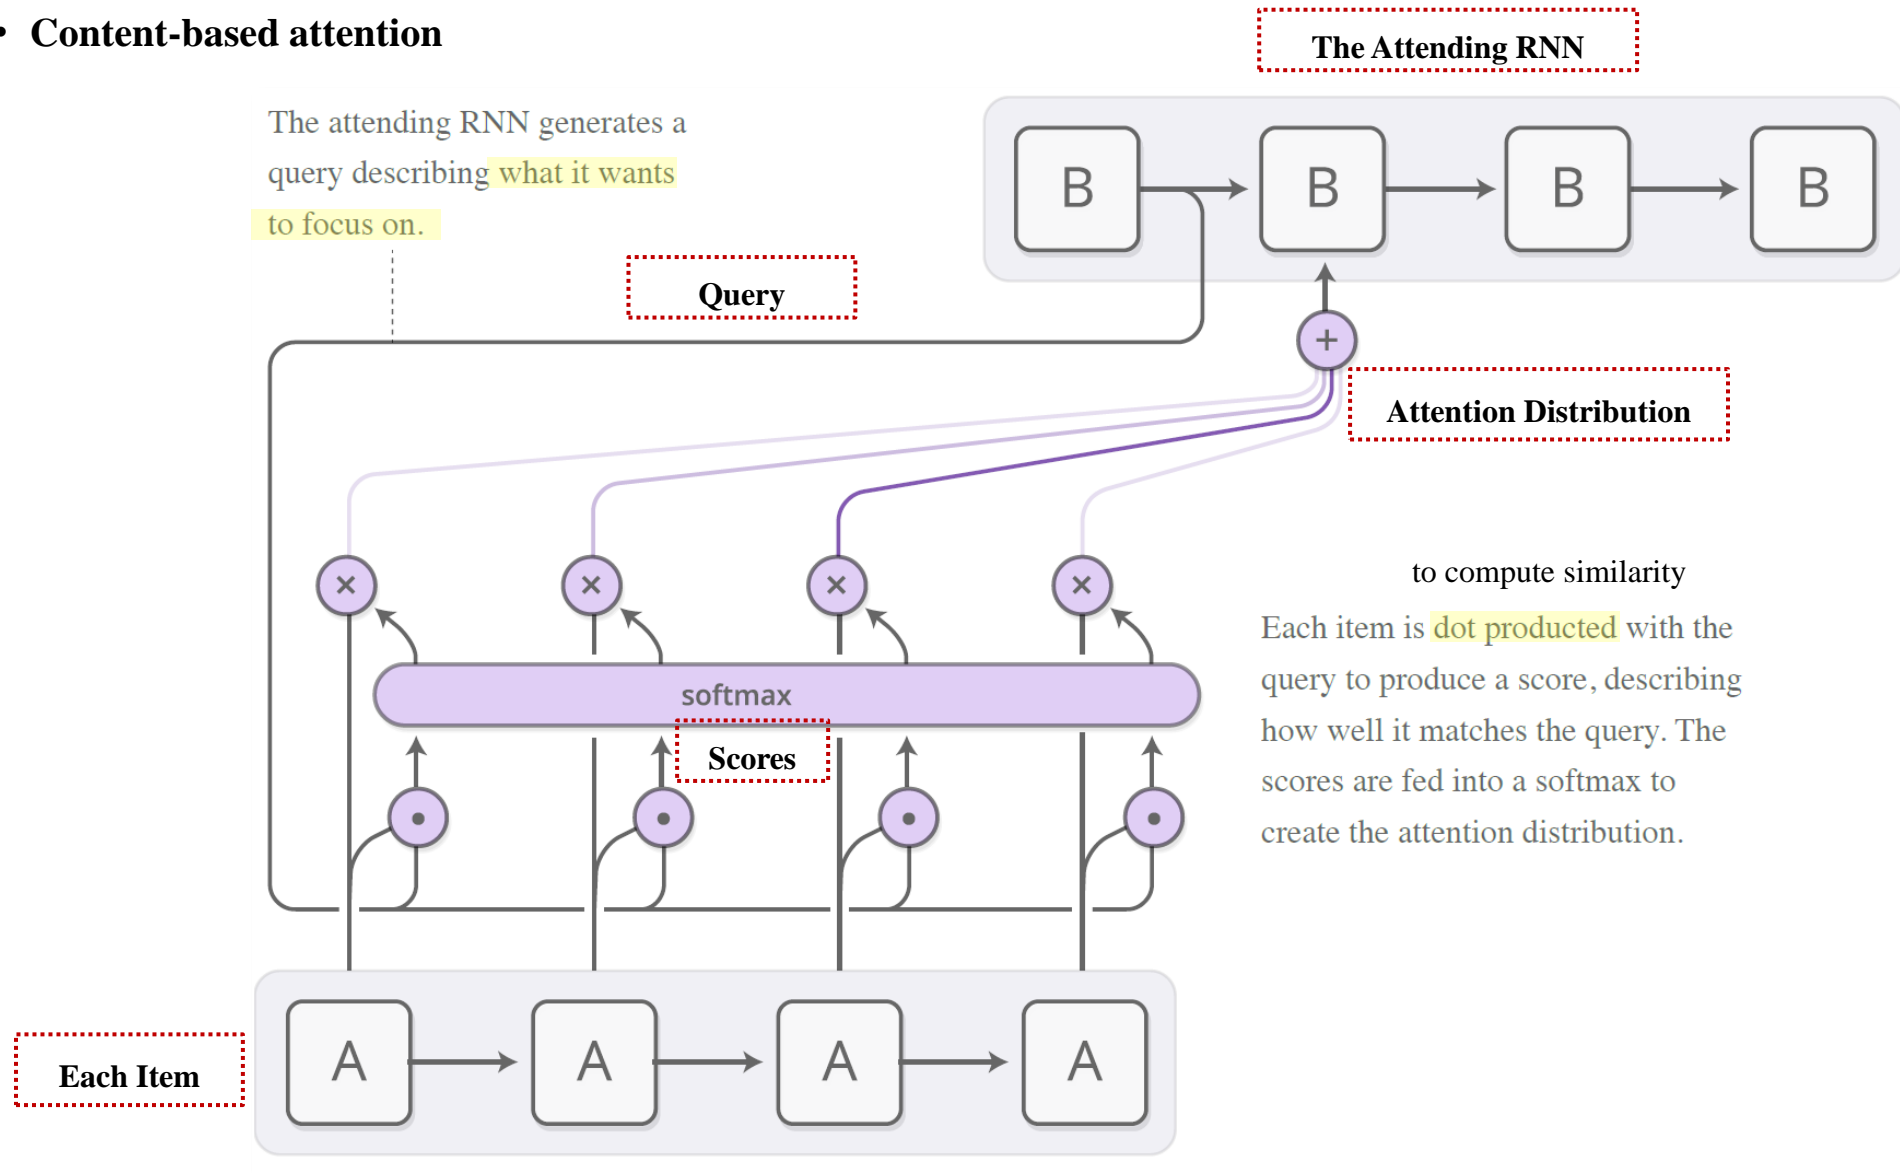 • Content-based attention
The Attending RNN
The attending RNN generates a
query describing what it wants
to focus on.
B
B
B
B
Query
+
Attention Distribution
×
×
×
×
to compute similarity
Each item is dot producted with the
query to produce a score, describing
how well it matches the query. The
scores are fed into a softmax to
create the attention distribution.
softmax
Scores
Each Item
A
A
A
A